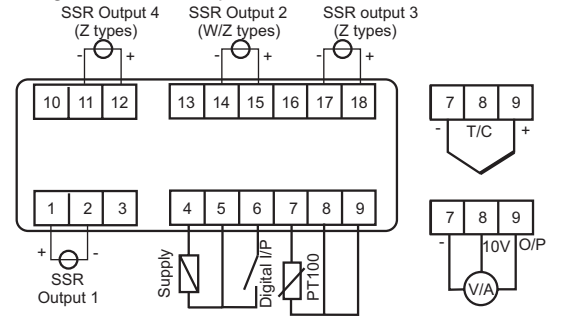 SSR Output 4
(Z types)
SSR Output 2
(W/Z types)
SSR output 3
(Z types)
- +
- +
- +
10 11 12
13 14 15 16 17 18
7 8 9
- T/C +
1 2 3
4 5 6 7 8 9
7 8 9
- 10V O/P
V/A
+ -
SSR
Output 1
Supply
Digital I/P
PT100